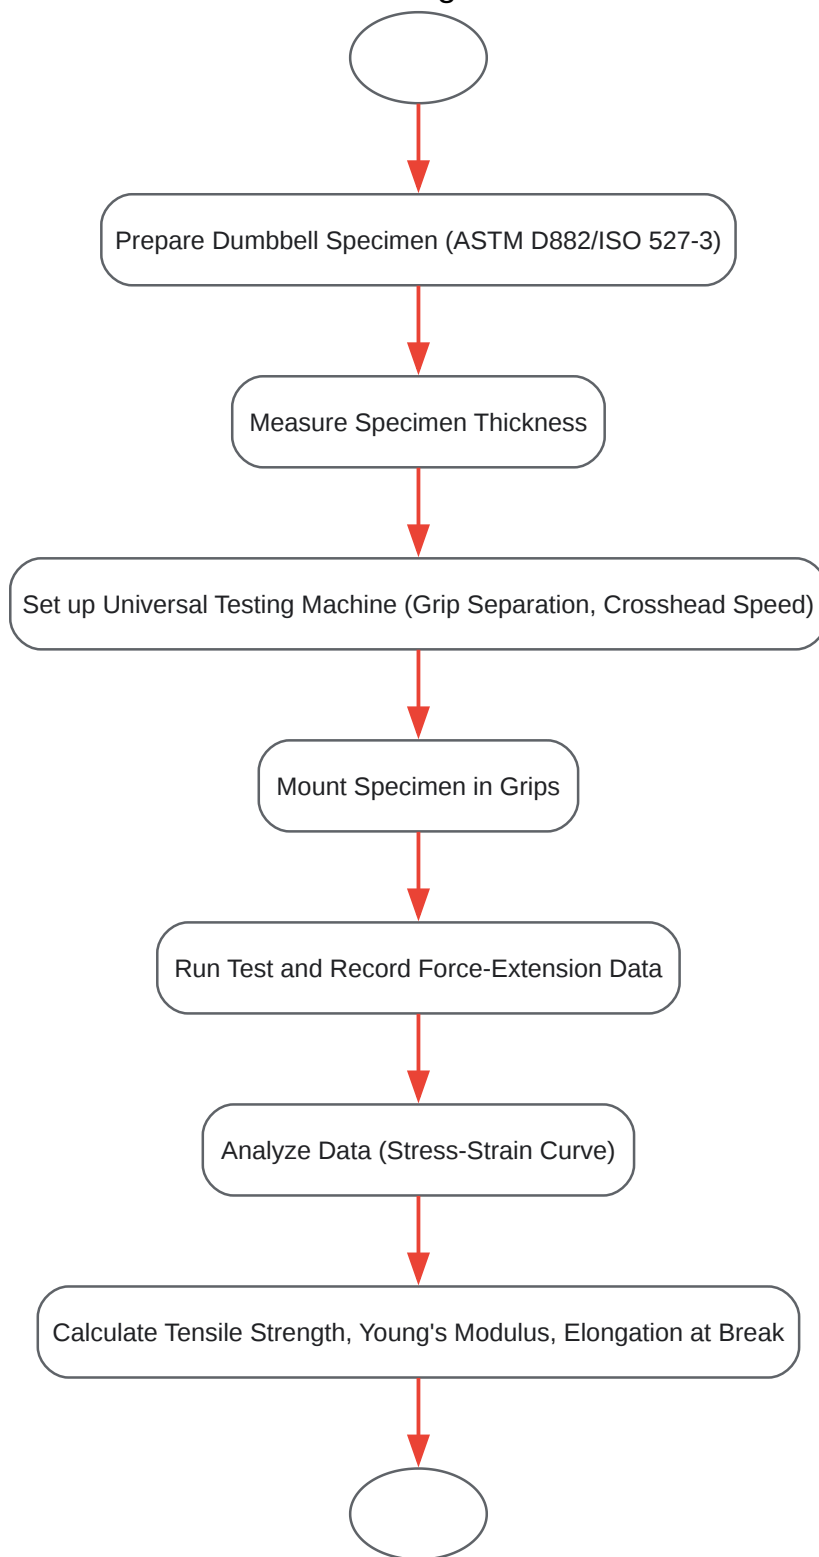 Prepare Dumbbell Specimen (ASTM D882/ISO 527-3)
Measure Specimen Thickness
Set up Universal Testing Machine (Grip Separation, Crosshead Speed)
Mount Specimen in Grips
Run Test and Record Force-Extension Data
Analyze Data (Stress-Strain Curve)
Calculate Tensile Strength, Young's Modulus, Elongation at Break